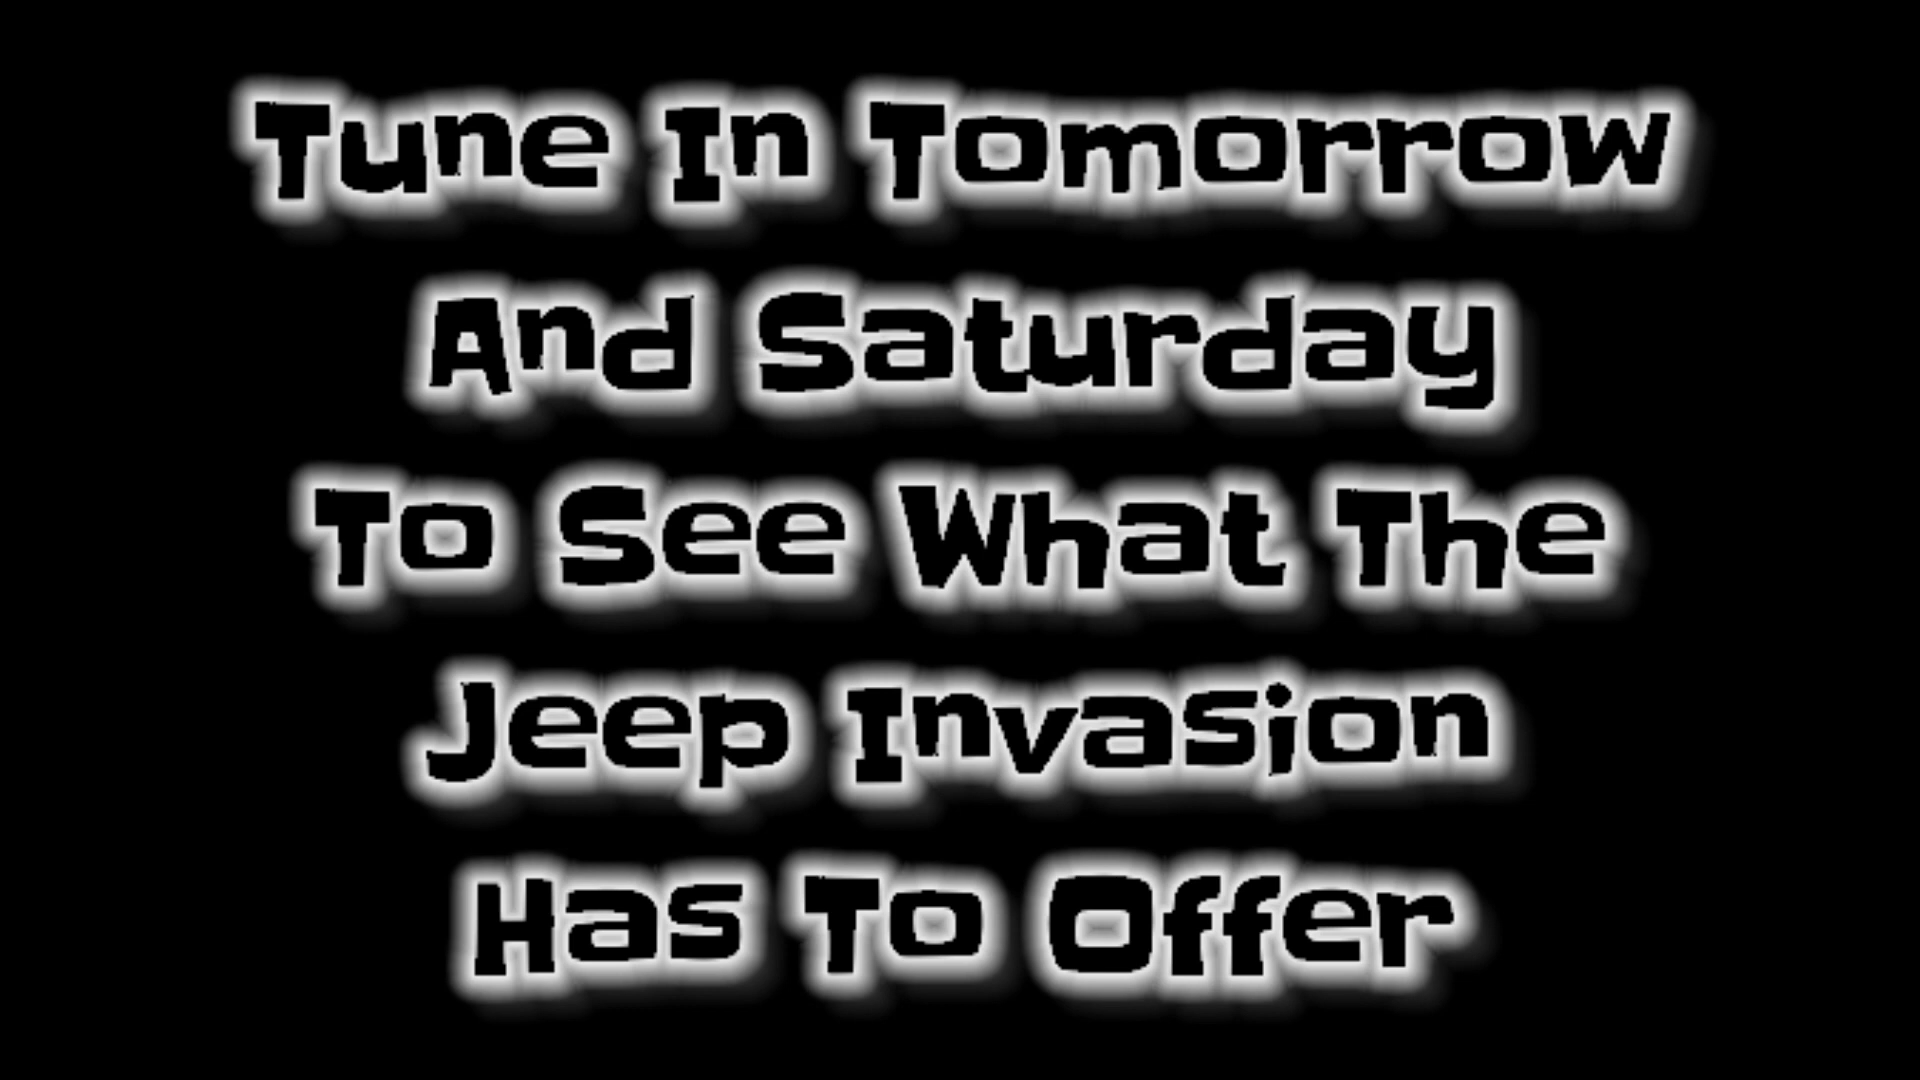 Tune In Tomorrow
And Saturday
To See What The
Jeep Invasion
Has To Offer